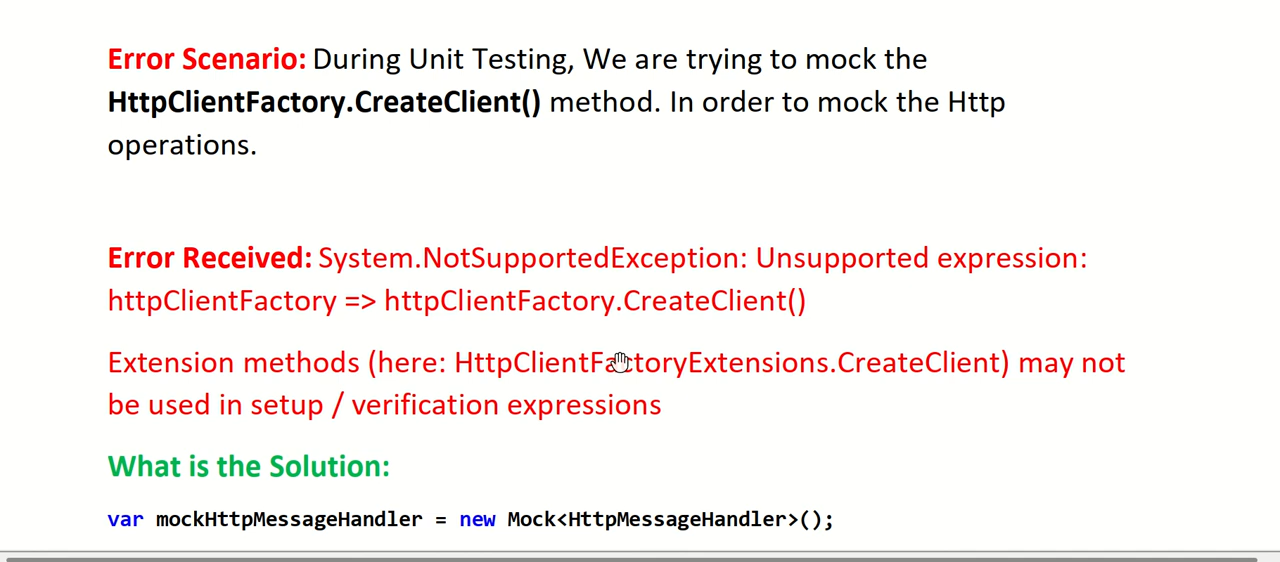 Error Scenario: During Unit Testing, We are trying to mock the
HttpClientFactory.CreateClient() method. In order to mock the Http
operations.
Error Received: System.NotSupportedException: Unsupported expression:
httpClientFactory => httpClientFactory.CreateClient()
Extension methods (here: HttpClientFactoryExtensions.CreateClient) may not
be used in setup / verification expressions
What is the Solution:
var mockHttpMessageHandler = new Mock<HttpMessageHandler>();